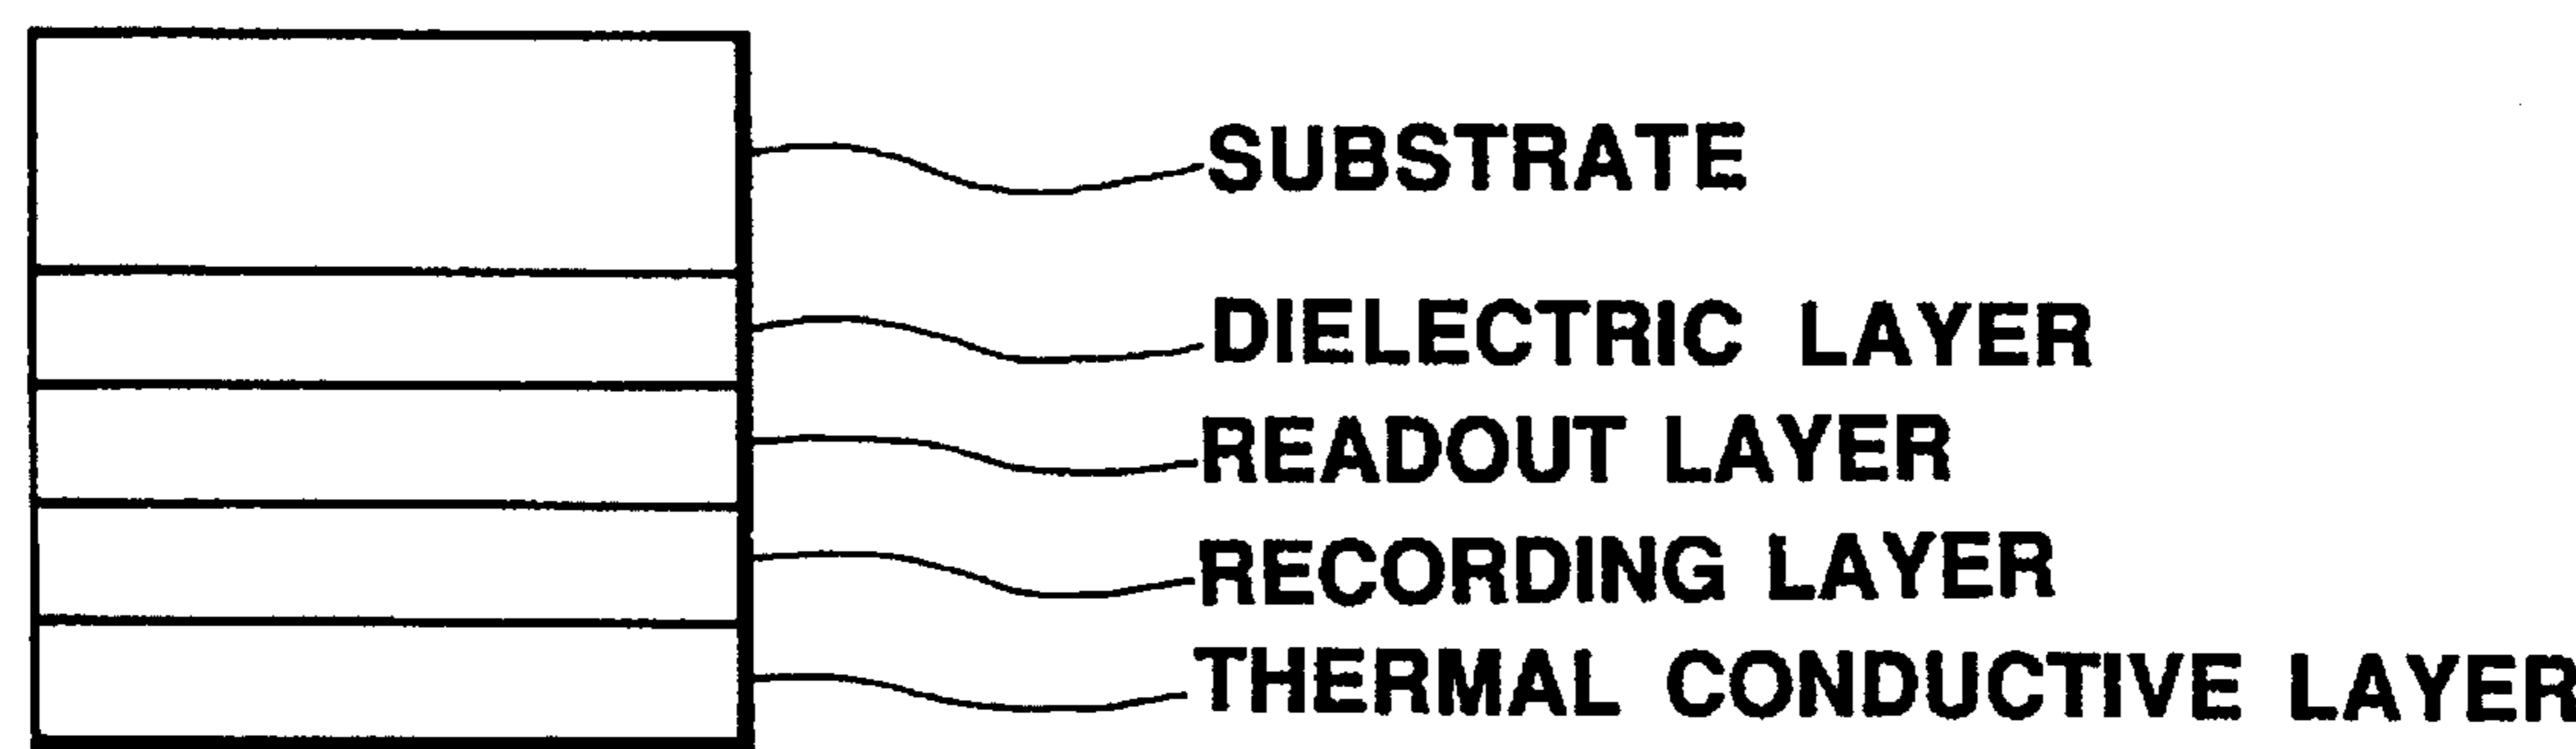 SUBSTRATE
DIELECTRIC LAYER
READOUT LAYER
RECORDING LAYER
THERMAL CONDUCTIVE LAYER